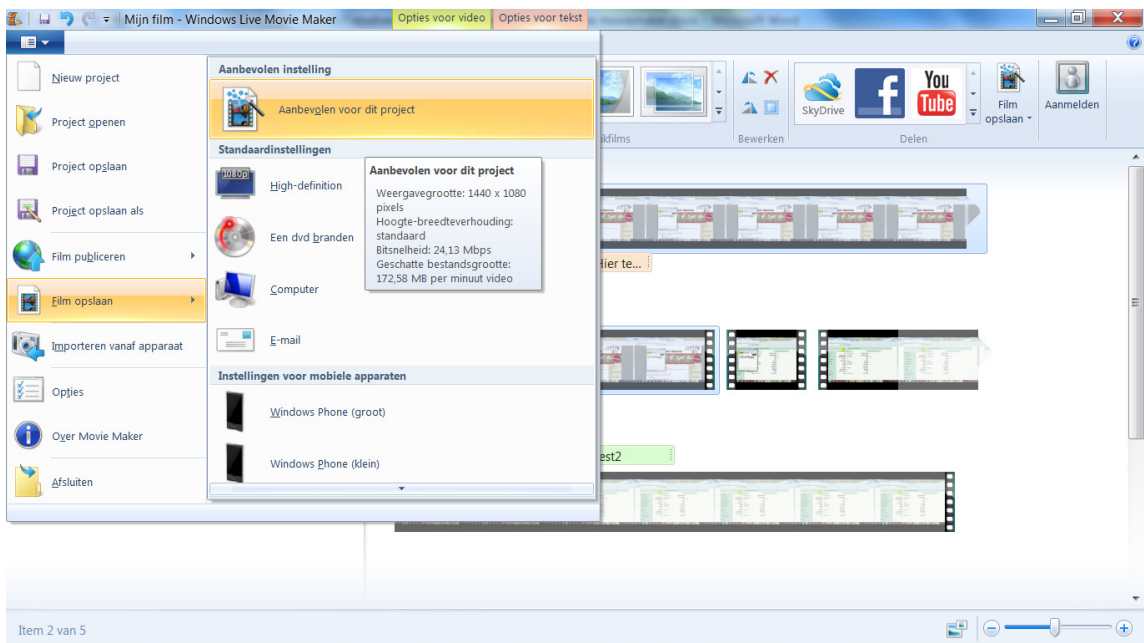 Mijn film - Windows Live Movie Maker
Opties voor video
Opties voor tekst
Nieuw project
Project openen
Project opslaan
Project opslaan als
Film publiceren
Film opslaan
Importeren vanaf apparaat
Opties
Over Movie Maker
Afsluiten
Aanbevolen instelling
Aanbevolen voor dit project
Standaardinstellingen
1080p
High-definition
Een dvd branden
Computer
E-mail
Instellingen voor mobiele apparaten
Windows Phone (groot)
Windows Phone (klein)
Aanbevolen voor dit project
Weergavegrootte: 1440 x 1080
pixels
Hoogte-breedteverhouding:
standaard
Bitsnelheid: 24,13 Mbps
Geschatte bestandsgrootte:
172,58 MB per minuut video
Bewerken
SkyDrive
f
You
Tube
Delen
Film
opslaan
Aanmelden
Hier te...
est2
Item 2 van 5